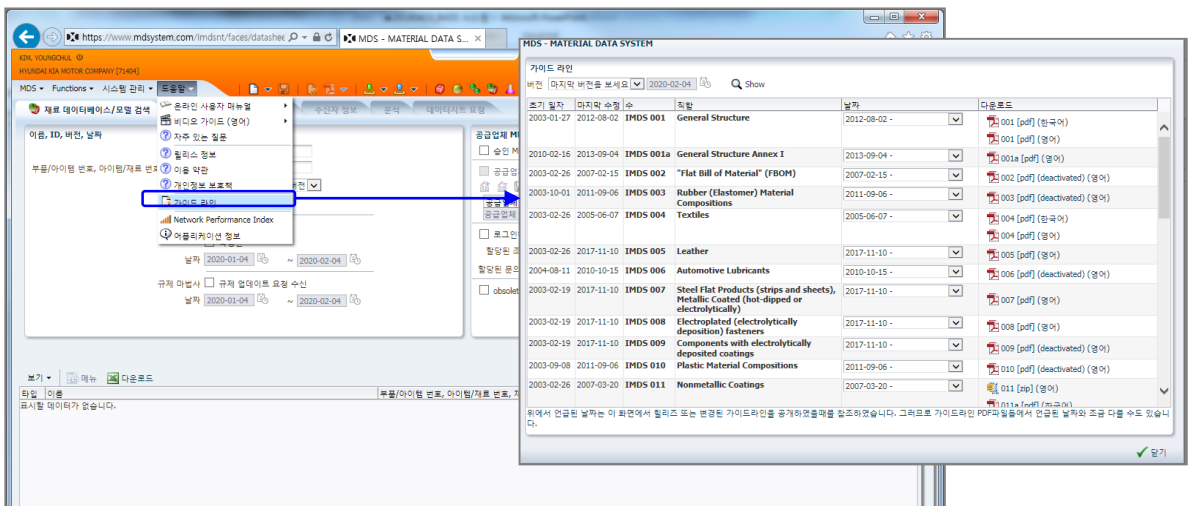 https://www.mdsystem.com/imdsnt/faces/datashee
MDS - MATERIAL DATA S...
KIM, YOUNGCHUL
HYUNDAI KIA MOTOR COMPANY [71404]
MDS Functions 시스템 관리 도움말
재료 데이터베이스/모델 검색
수신자 정보 분석 데이터시트 요청
온라인 사용자 매뉴얼
비디오 가이드 (영어)
자주 있는 질문
릴리스 정보
이용 약관
개인정보 보호책
가이드 라인
Network Performance Index
어플리케이션 정보
이름, ID, 버전, 날짜
부품/아이템 번호, 아이템/재료 번호
날짜 2020-01-04 ~ 2020-02-04
규제 마법사 규제 업데이트 요청 수신
날짜 2020-01-04 ~ 2020-02-04
공급업체
승인 M
공급업
공급업체
로그인
할당된 조
할당된 문의
obsolet
보기 메뉴 다운로드
타입 이름 부품/아이템 번호, 아이템/재료 번호,
표시할 데이터가 없습니다.
MDS - MATERIAL DATA SYSTEM
가이드 라인
버전 마지막 버전을 보세요 2020-02-04 Show
초기 일자 마지막 수정 수 직함 날짜 다운로드
2003-01-27 2012-08-02 IMDS 001 General Structure 2012-08-02 - 001 [pdf] (한국어)
001 [pdf] (영어)
2010-02-16 2013-09-04 IMDS 001a General Structure Annex I 2013-09-04 - 001a [pdf] (영어)
2003-02-26 2007-02-15 IMDS 002 "Flat Bill of Material" (FBOM) 2007-02-15 - 002 [pdf] (deactivated) (영어)
2003-10-01 2011-09-06 IMDS 003 Rubber (Elastomer) Material 2011-09-06 - 003 [pdf] (deactivated) (영어)
Compositions
2003-02-26 2005-06-07 IMDS 004 Textiles 2005-06-07 - 004 [pdf] (한국어)
004 [pdf] (영어)
2003-02-26 2017-11-10 IMDS 005 Leather 2017-11-10 - 005 [pdf] (영어)
2004-08-11 2010-10-15 IMDS 006 Automotive Lubricants 2010-10-15 - 006 [pdf] (deactivated) (영어)
2003-02-19 2017-11-10 IMDS 007 Steel Flat Products (strips and sheets), 2017-11-10 -
Metallic Coated (hot-dipped or 007 [pdf] (영어)
electrolytically)
2003-02-19 2017-11-10 IMDS 008 Electroplated (electrolytically 2017-11-10 - 008 [pdf] (영어)
deposition) fasteners
2003-02-19 2017-11-10 IMDS 009 Components with electrolytically 2017-11-10 - 009 [pdf] (deactivated) (영어)
deposited coatings
2003-09-08 2011-09-06 IMDS 010 Plastic Material Compositions 2011-09-06 - 010 [pdf] (deactivated) (영어)
2003-02-26 2007-03-20 IMDS 011 Nonmetallic Coatings 2007-03-20 - 011 [zip] (영어)
011a [pdf] (한국어)
위에서 언급된 날짜는 이 화면에서 릴리즈 또는 변경된 가이드라인을 공개하였을때를 참조하였습니다. 그러므로 가이드라인 PDF파일들에서 언급된 날짜와 조금 다를 수도 있습니
다.
닫기